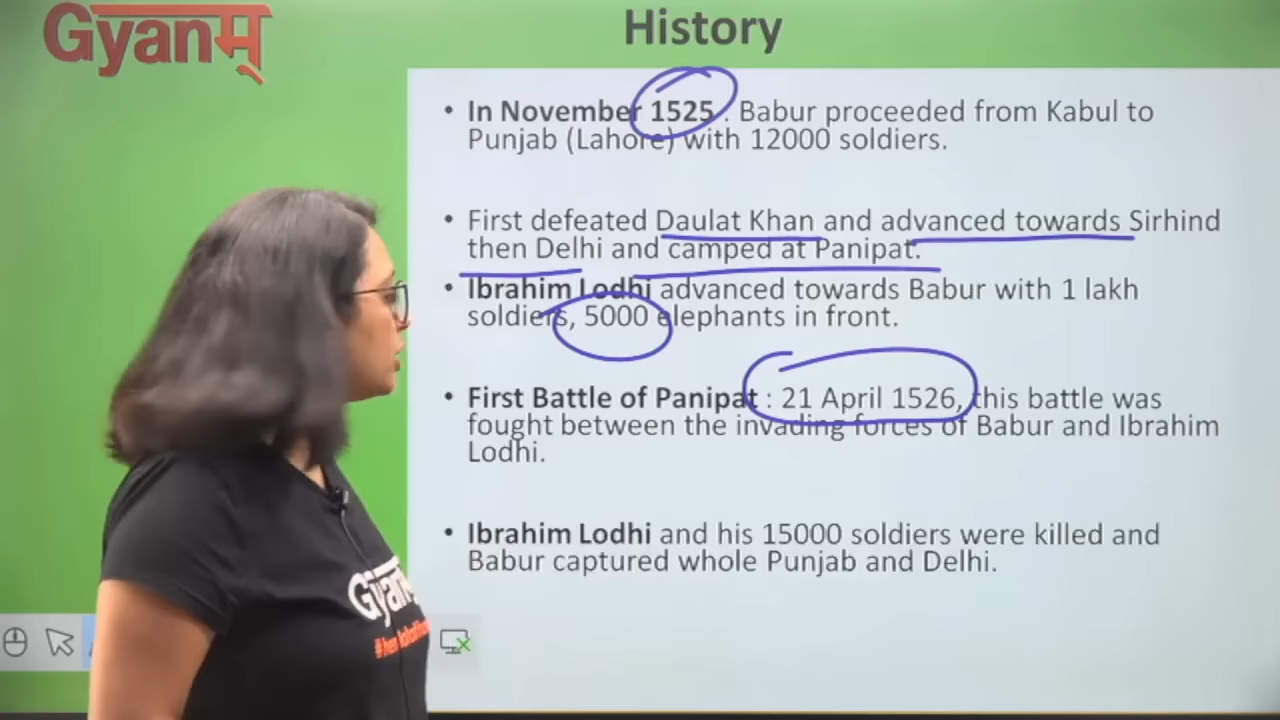 Gyanम्
History
• In November 1525 : Babur proceeded from Kabul to
Punjab (Lahore) with 12000 soldiers.
• First defeated Daulat Khan and advanced towards Sirhind
then Delhi and camped at Panipat.
• Ibrahim Lodhi advanced towards Babur with 1 lakh
soldiers, 5000 elephants in front.
• First Battle of Panipat : 21 April 1526, this battle was
fought between the invading forces of Babur and Ibrahim
Lodhi.
• Ibrahim Lodhi and his 15000 soldiers were killed and
Babur captured whole Punjab and Delhi.
Gyanम्